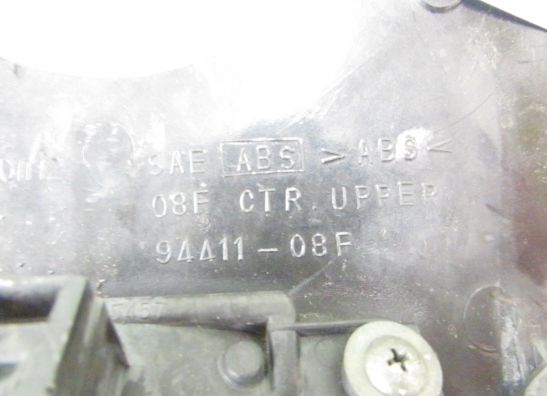 SAE ABS >ABS<
08F CTR. UPPER
94411-08F